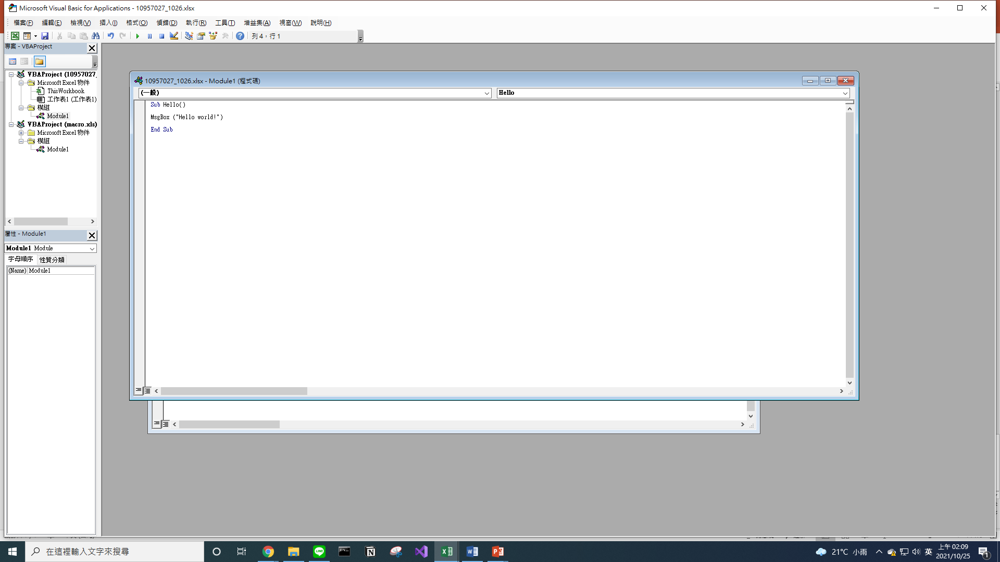 Microsoft Visual Basic for Applications - 10957027_1026.xlsx
檔案(F) 編輯(E) 檢視(V) 插入(I) 格式(O) 偵錯(D) 執行(R) 工具(T) 增益集(A) 視窗(W) 說明(H)
列 4，行 1
專案 - VBAProject
VBAProject (10957027_
Microsoft Excel 物件
ThisWorkbook
工作表1 (工作表1)
模組
Module1
VBAProject (macro.xls)
Microsoft Excel 物件
模組
Module1
屬性 - Module1
Module1 Module
字母順序 性質分類
(Name) Module1
10957027_1026.xlsx - Module1 (程式碼)
(一般) Hello
Sub Hello()
MsgBox ("Hello world!")
End Sub
在這裡輸入文字來搜尋
LINE
21°C 小雨
英
上午 02:09
2021/10/25
1